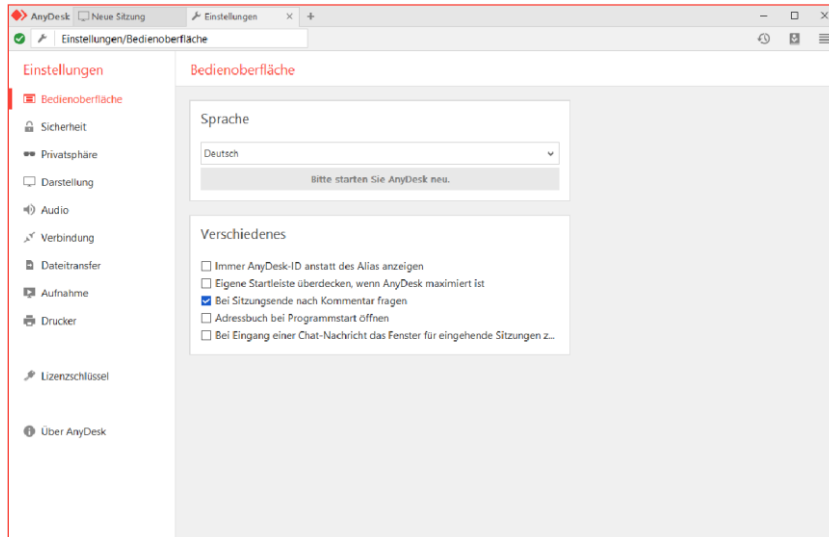 AnyDesk
Neue Sitzung
Einstellungen
Einstellungen/Bedienoberfläche
Einstellungen
Bedienoberfläche
Sicherheit
Privatsphäre
Darstellung
Audio
Verbindung
Dateitransfer
Aufnahme
Drucker
Lizenzschlüssel
Über AnyDesk
Bedienoberfläche
Sprache
Deutsch
Bitte starten Sie AnyDesk neu.
Verschiedenes
Immer AnyDesk-ID anstatt des Alias anzeigen
Eigene Startleiste überdecken, wenn AnyDesk maximiert ist
Bei Sitzungsende nach Kommentar fragen
Adressbuch bei Programmstart öffnen
Bei Eingang einer Chat-Nachricht das Fenster für eingehende Sitzungen z...